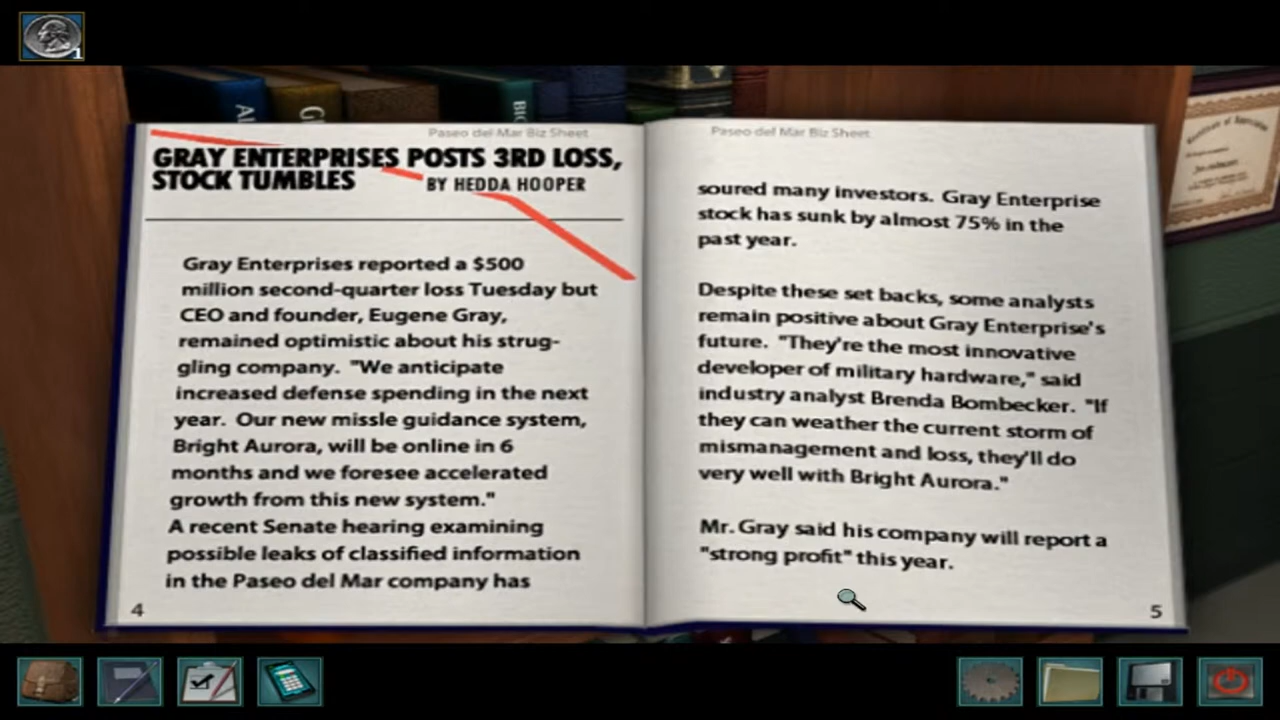 1
Paseo del Mar Biz Sheet
GRAY ENTERPRISES POSTS 3RD LOSS,
STOCK TUMBLES
BY HEDDA HOOPER
Gray Enterprises reported a $500
million second-quarter loss Tuesday but
CEO and founder, Eugene Gray,
remained optimistic about his strug-
gling company. "We anticipate
increased defense spending in the next
year. Our new missle guidance system,
Bright Aurora, will be online in 6
months and we foresee accelerated
growth from this new system."
A recent Senate hearing examining
possible leaks of classified information
in the Paseo del Mar company has
4
Paseo del Mar Biz Sheet
soured many investors. Gray Enterprise
stock has sunk by almost 75% in the
past year.
Despite these set backs, some analysts
remain positive about Gray Enterprise's
future. "They're the most innovative
developer of military hardware," said
industry analyst Brenda Bombecker. "If
they can weather the current storm of
mismanagement and loss, they'll do
very well with Bright Aurora."
Mr. Gray said his company will report a
"strong profit" this year.
5